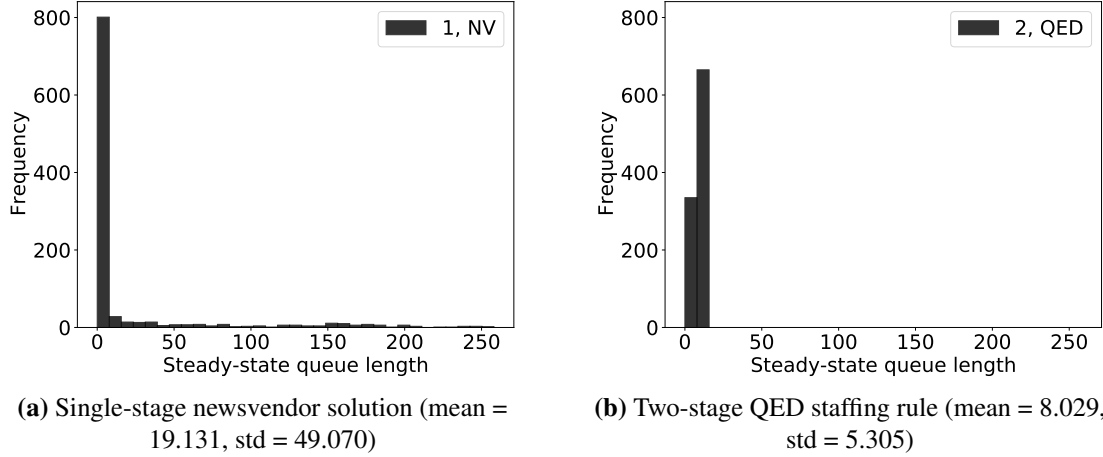 800
600
400
200
0
Frequency
1, NV
0 50 100 150 200 250
Steady-state queue length
(a) Single-stage newsvendor solution (mean =
19.131, std = 49.070)
800
600
400
200
0
Frequency
2, QED
0 50 100 150 200 250
Steady-state queue length
(b) Two-stage QED staffing rule (mean = 8.029,
std = 5.305)